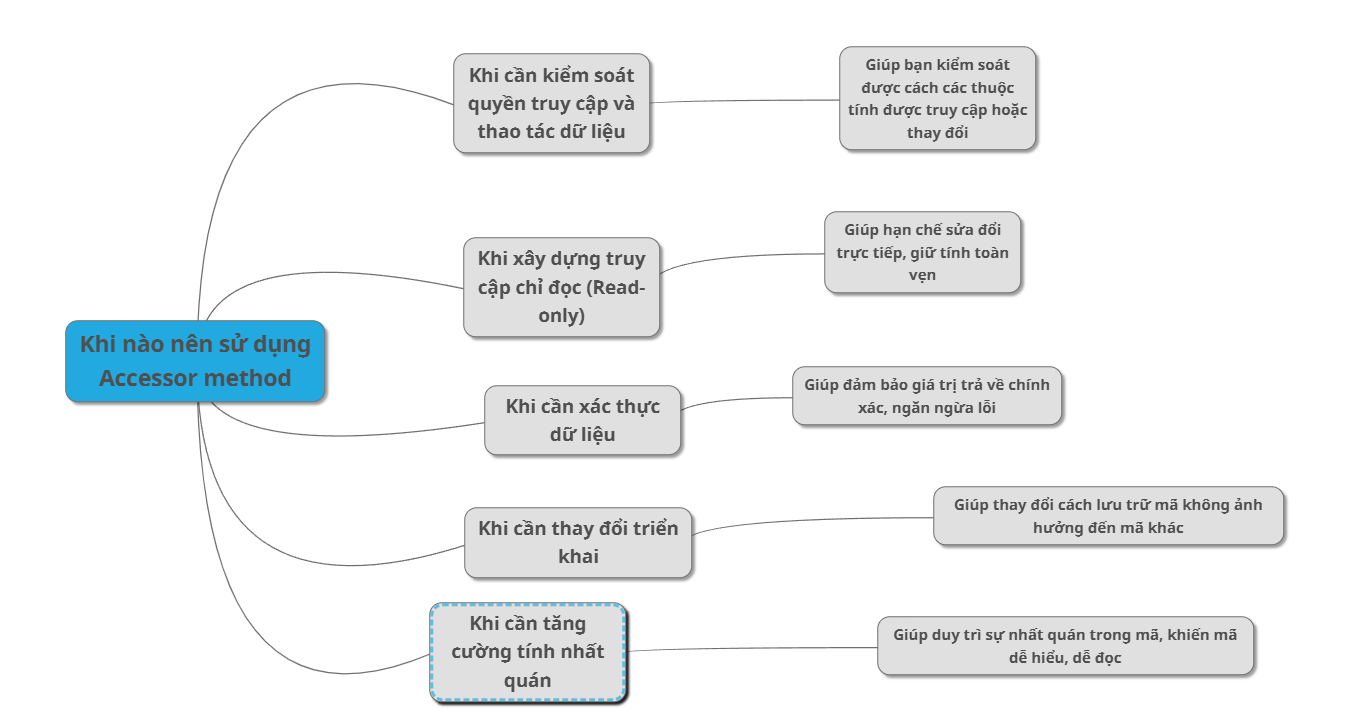 Khi nào nên sử dụng
Accessor method
Khi cần kiểm soát
quyền truy cập và
thao tác dữ liệu
Giúp bạn kiểm soát
được cách các thuộc
tính được truy cập hoặc
thay đổi
Khi xây dựng truy
cập chỉ đọc (Read-
only)
Giúp hạn chế sửa đổi
trực tiếp, giữ tính toàn
vẹn
Khi cần xác thực
dữ liệu
Giúp đảm bảo giá trị trả về chính
xác, ngăn ngừa lỗi
Khi cần thay đổi triển
khai
Giúp thay đổi cách lưu trữ mã không ảnh
hưởng đến mã khác
Khi cần tăng
cường tính nhất
quán
Giúp duy trì sự nhất quán trong mã, khiến mã
dễ hiểu, dễ đọc